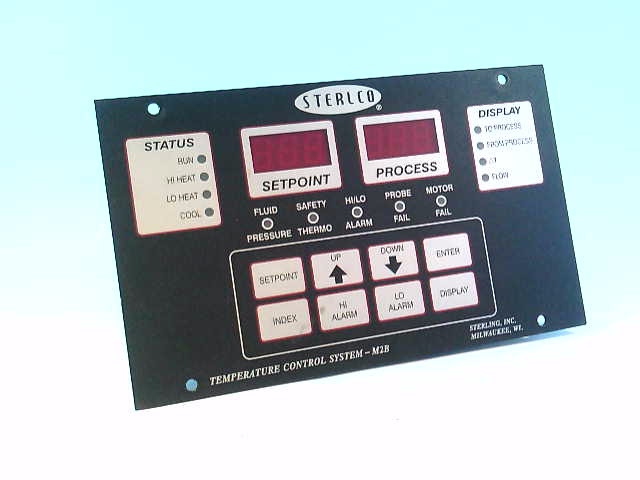 STERLCO®
STATUS
RUN
HI HEAT
LO HEAT
COOL
SETPOINT
PROCESS
DISPLAY
TO PROCESS
FROM PROCESS
ΔT
FLOW
FLUID
PRESSURE
SAFETY
THERMO
HI/LO
ALARM
PROBE
FAIL
MOTOR
FAIL
SETPOINT
UP
DOWN
ENTER
INDEX
HI
ALARM
LO
ALARM
DISPLAY
TEMPERATURE CONTROL SYSTEM – M2B
STERLING, INC.
MILWAUKEE, WI.